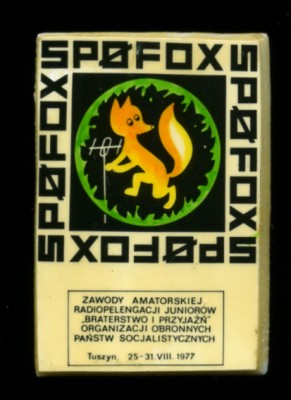 SPØFOX
SPØFOX
SPØFOX
SPØFOX
ZAWODY AMATORSKIEJ
RADIOPELENGACJI JUNIORÓW
„BRATERSTWO I PRZYJAŹŃ"
ORGANIZACJI OBRONNYCH
PAŃSTW SOCJALISTYCZNYCH
Tuszyn, 25-31.VIII.1977